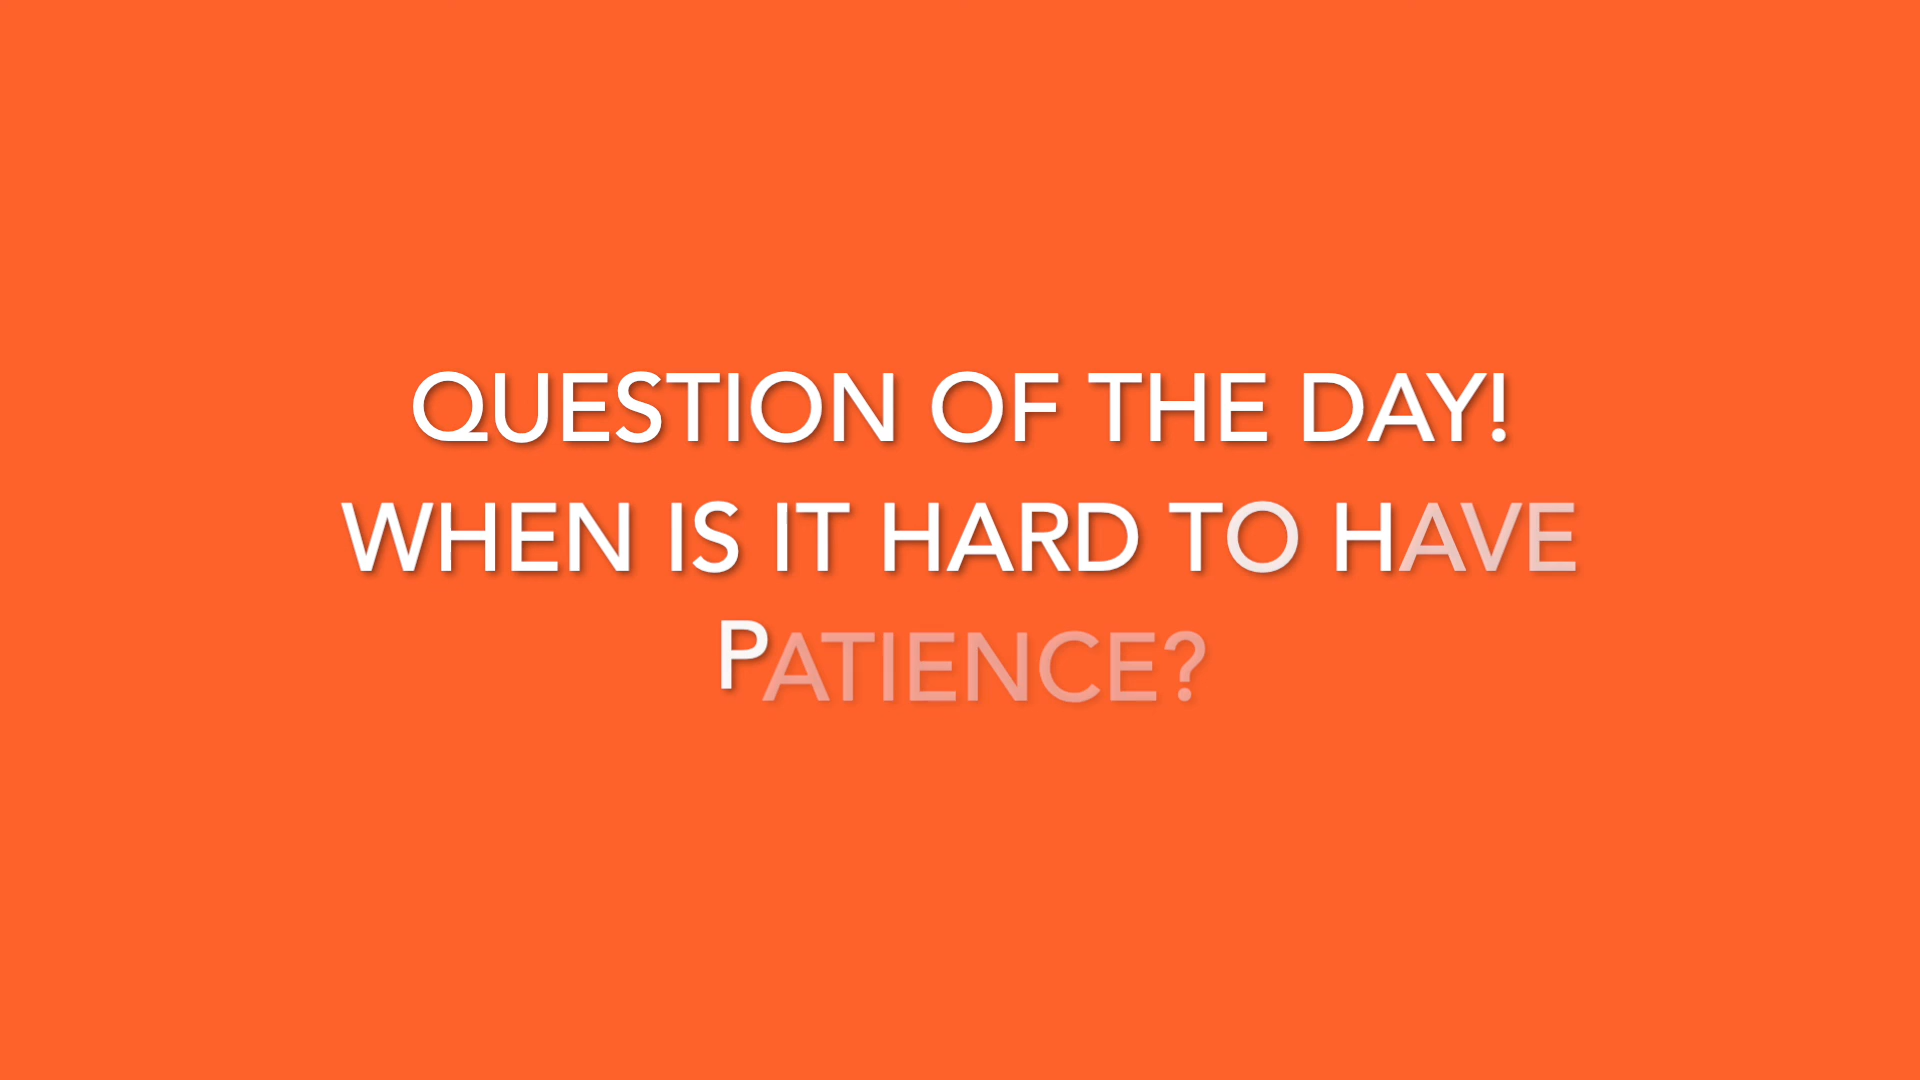 QUESTION OF THE DAY!
WHEN IS IT HARD TO HAVE
PATIENCE?